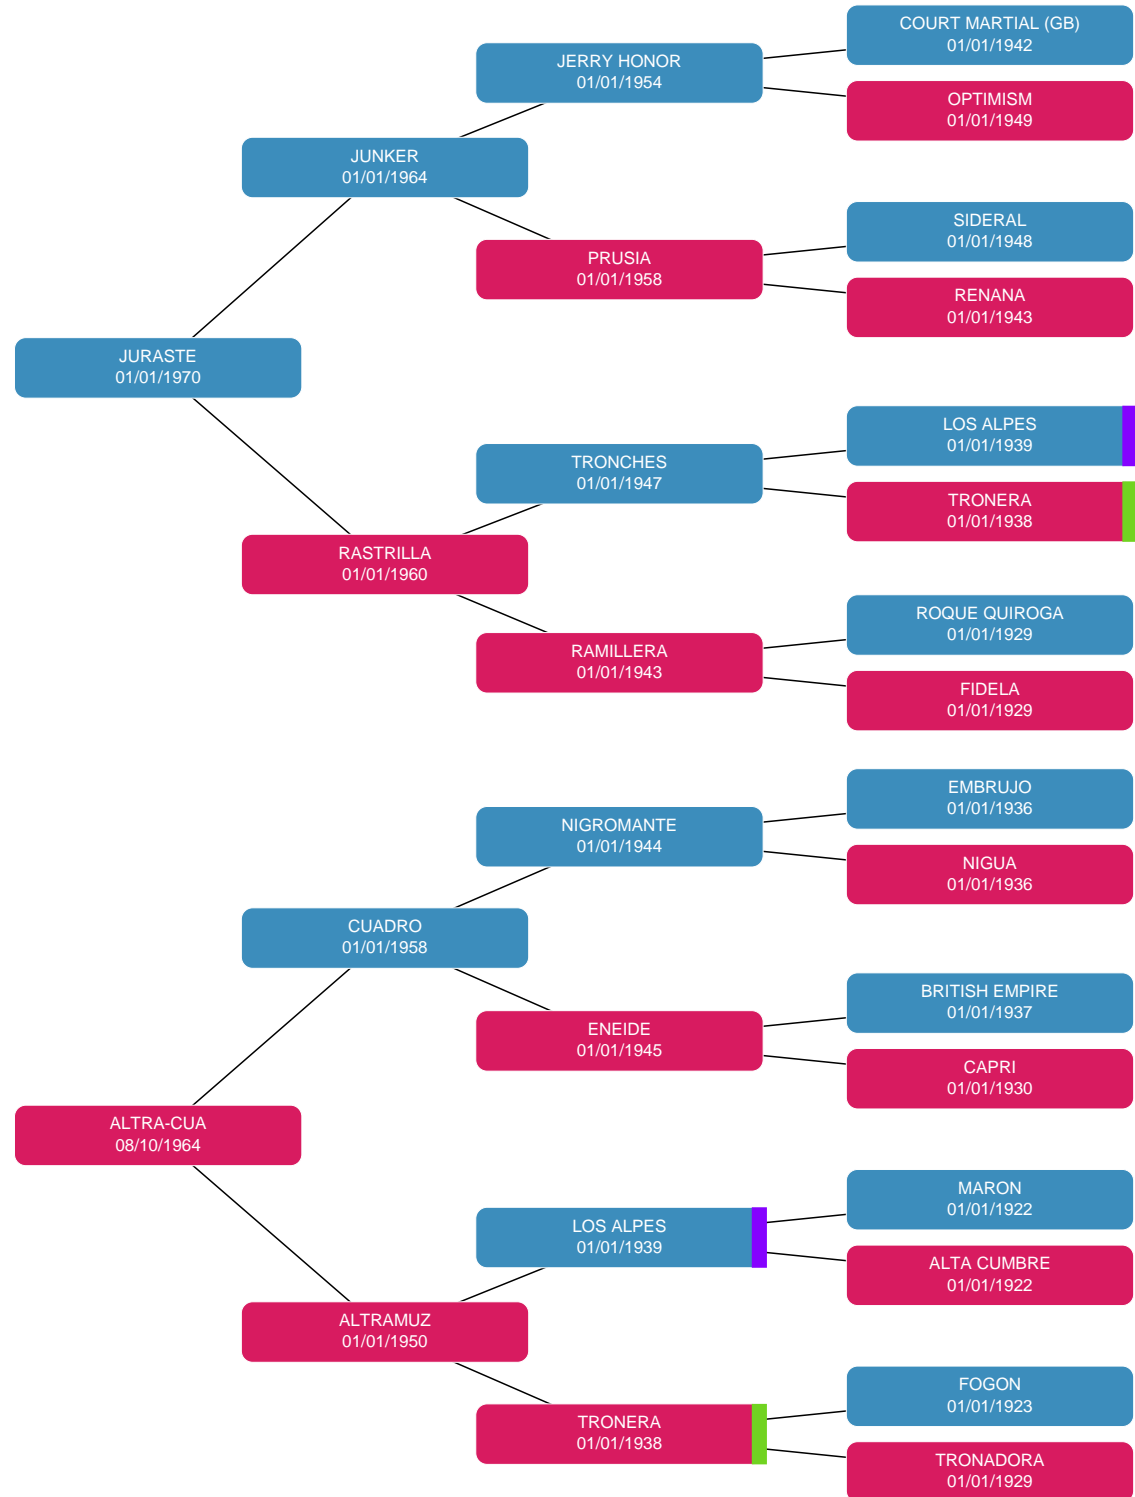 COURT MARTIAL (GB)
01/01/1942
JERRY HONOR
01/01/1954
OPTIMISM
01/01/1949
JUNKER
01/01/1964
SIDERAL
01/01/1948
PRUSIA
01/01/1958
RENANA
01/01/1943
JURASTE
01/01/1970
LOS ALPES
01/01/1939
TRONCHES
01/01/1947
TRONERA
01/01/1938
RASTRILLA
01/01/1960
ROQUE QUIROGA
01/01/1929
RAMILLERA
01/01/1943
FIDELA
01/01/1929
EMBRUJO
01/01/1936
NIGROMANTE
01/01/1944
NIGUA
01/01/1936
CUADRO
01/01/1958
BRITISH EMPIRE
01/01/1937
ENEIDE
01/01/1945
CAPRI
01/01/1930
ALTRA-CUA
08/10/1964
MARON
01/01/1922
LOS ALPES
01/01/1939
ALTA CUMBRE
01/01/1922
ALTRAMUZ
01/01/1950
FOGON
01/01/1923
TRONERA
01/01/1938
TRONADORA
01/01/1929